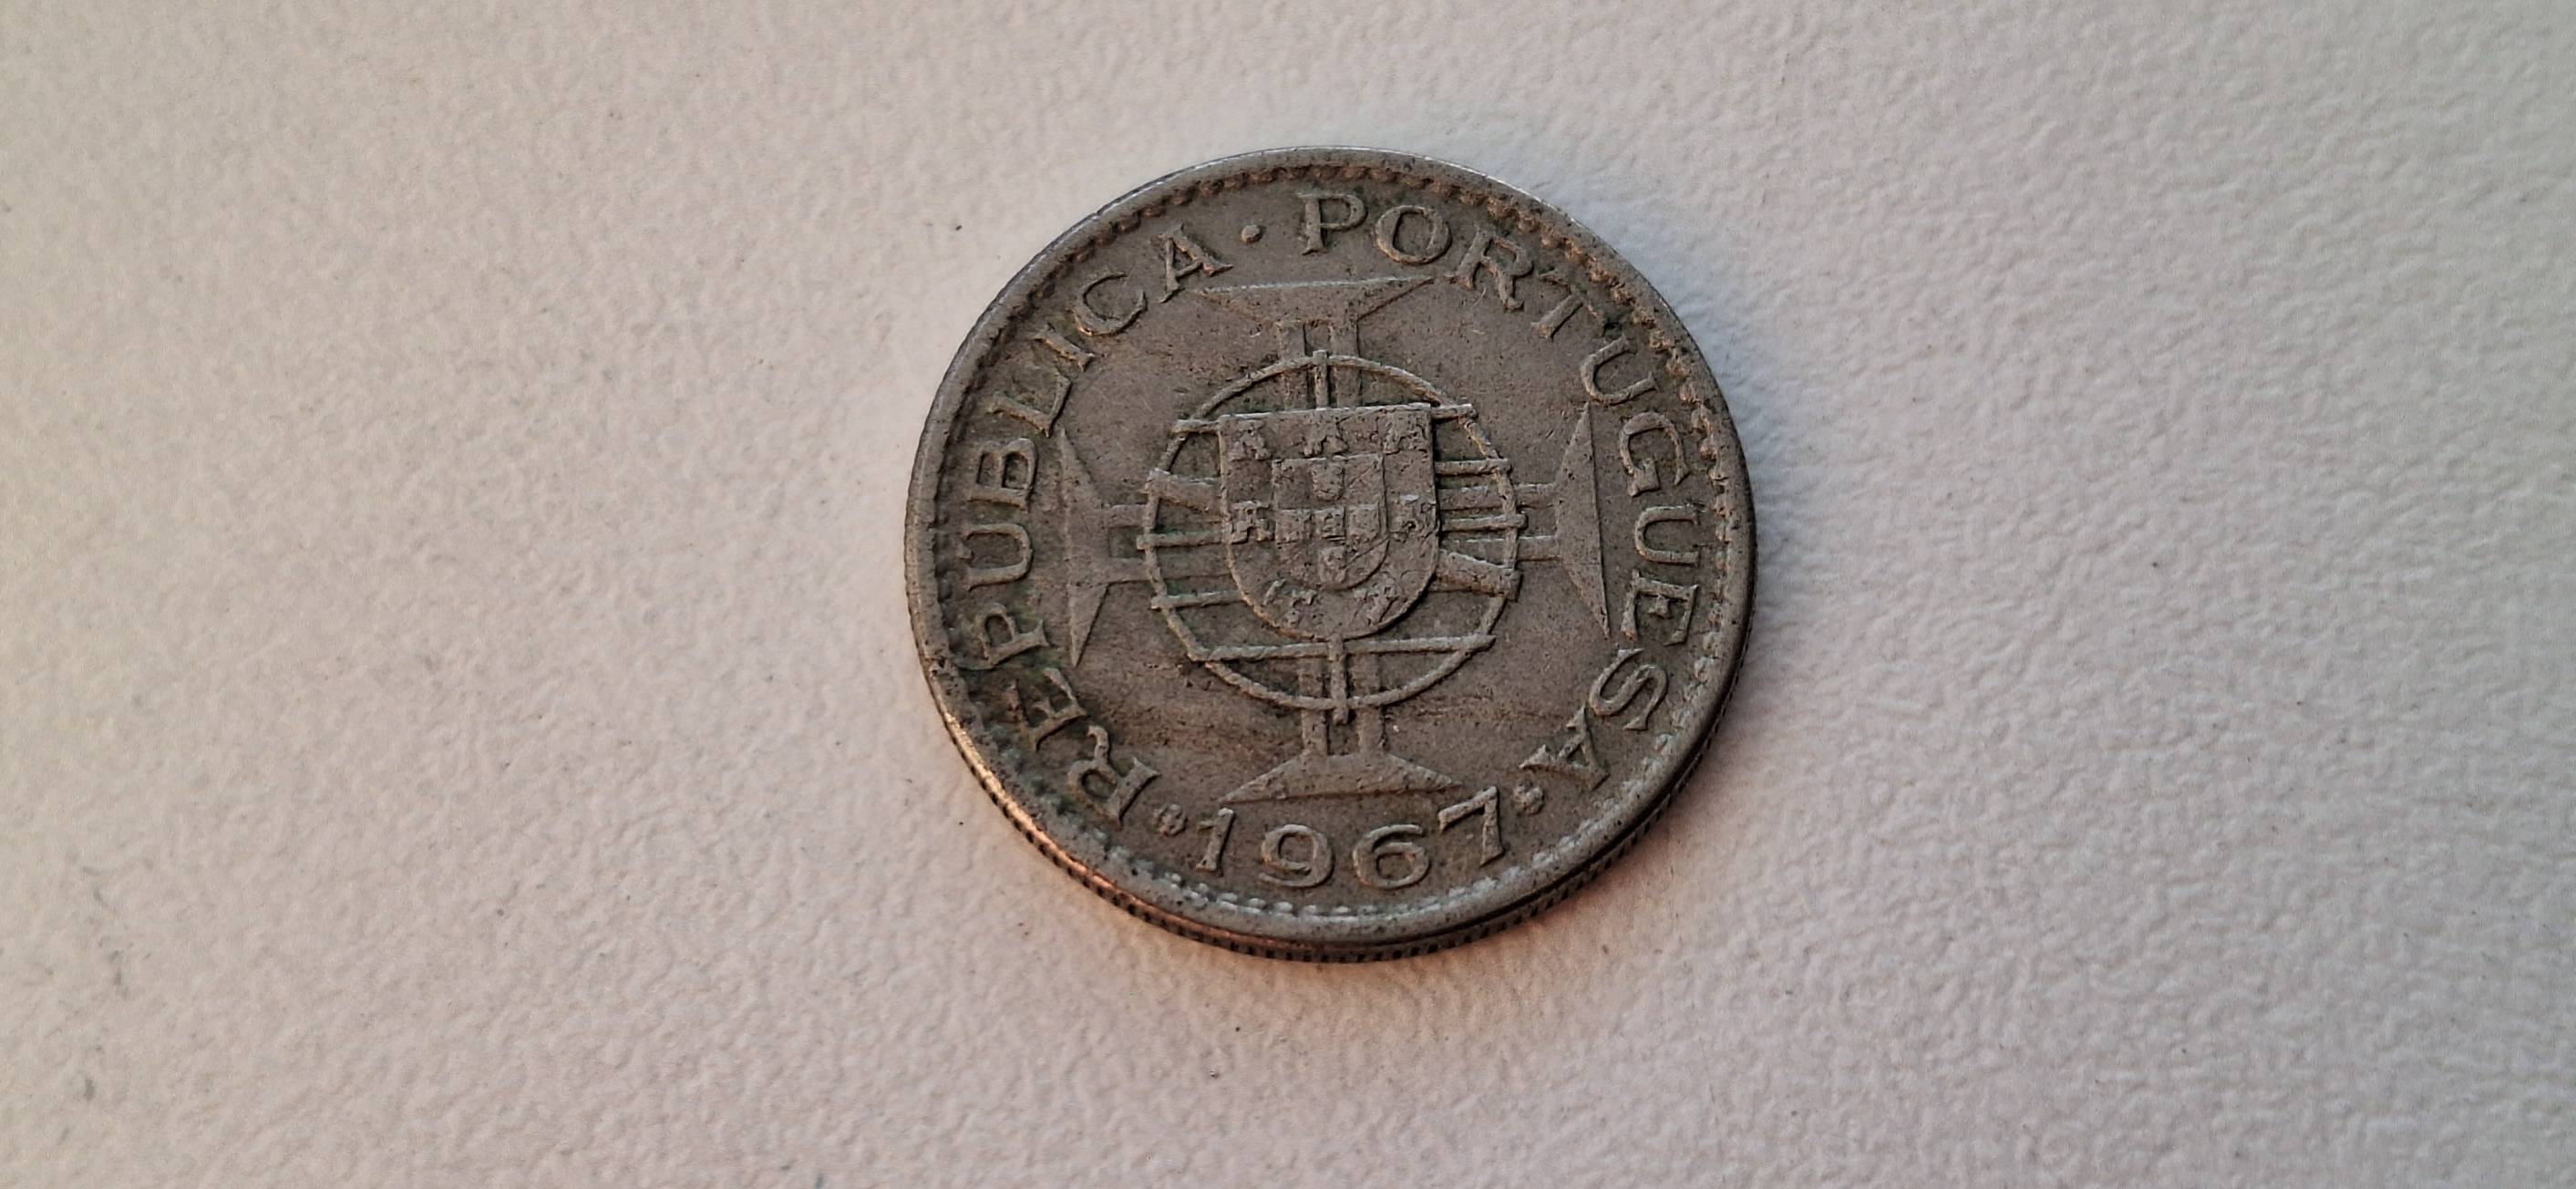 REPUBLICA · PORTUGUESA
1967